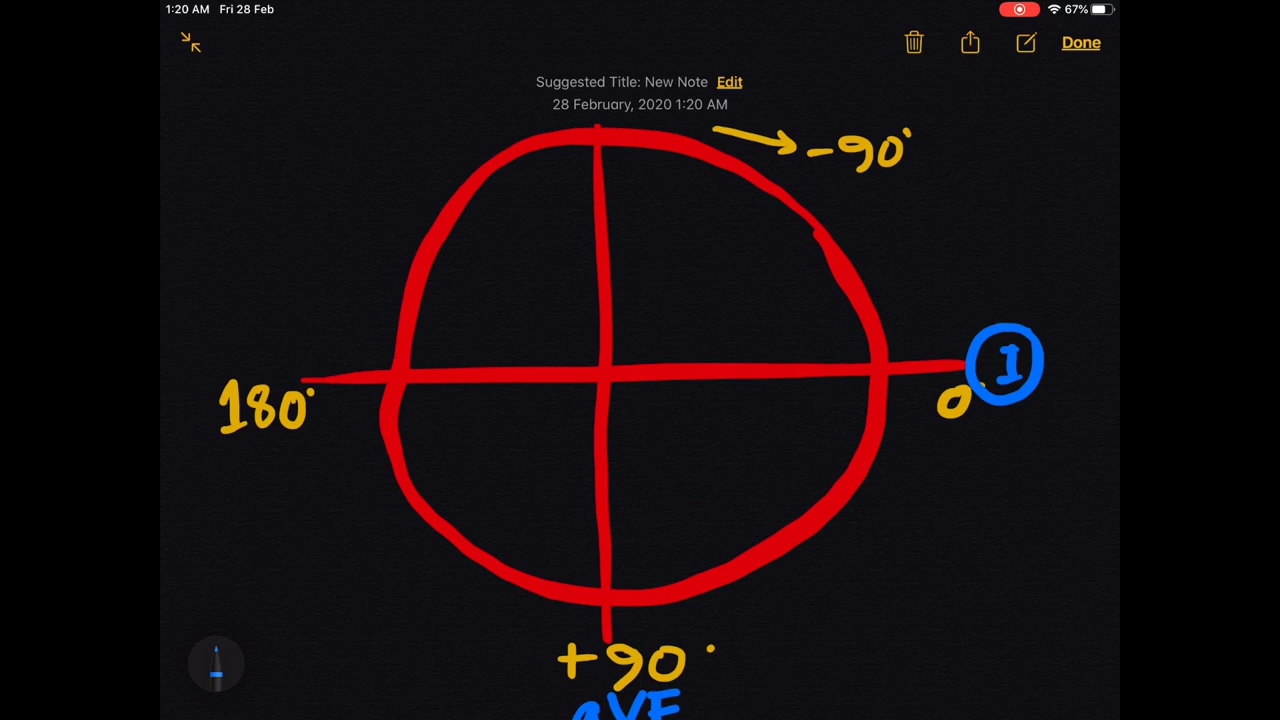 1:20 AM Fri 28 Feb
67%
Done
Suggested Title: New Note Edit
28 February, 2020 1:20 AM
-90°
I
180°
0°
+90°
aVF